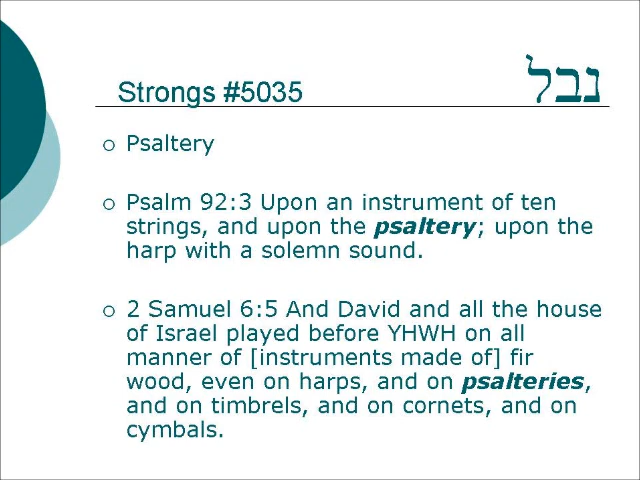 Strongs #5035 נבל
Psaltery
Psalm 92:3 Upon an instrument of ten
strings, and upon the psaltery; upon the
harp with a solemn sound.
2 Samuel 6:5 And David and all the house
of Israel played before YHWH on all
manner of [instruments made of] fir
wood, even on harps, and on psalteries,
and on timbrels, and on cornets, and on
cymbals.